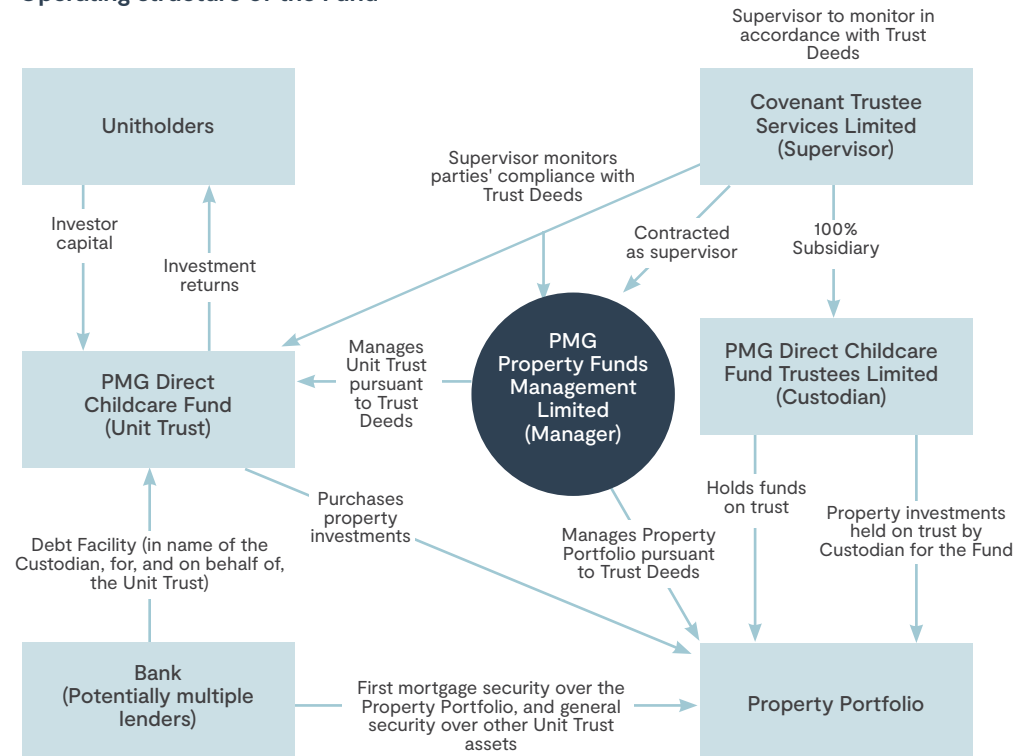 Operating structure of the Fund
Supervisor to monitor in
accordance with Trust
Deeds
Unitholders
Covenant Trustee
Services Limited
(Supervisor)
Supervisor monitors
parties' compliance with
Trust Deeds
Investor
capital
Investment
returns
Contracted
as supervisor
100%
Subsidiary
PMG Direct
Childcare Fund
(Unit Trust)
Manages
Unit Trust
pursuant
to Trust
Deeds
PMG
Property Funds
Management
Limited
(Manager)
PMG Direct Childcare
Fund Trustees Limited
(Custodian)
Purchases
property
investments
Holds funds
on trust
Property investments
held on trust by
Custodian for the Fund
Debt Facility (in name of the
Custodian, for, and on behalf of,
the Unit Trust)
Manages Property
Portfolio pursuant
to Trust Deeds
Bank
(Potentially multiple
lenders)
First mortgage security over the
Property Portfolio, and general
security over other Unit Trust
assets
Property Portfolio